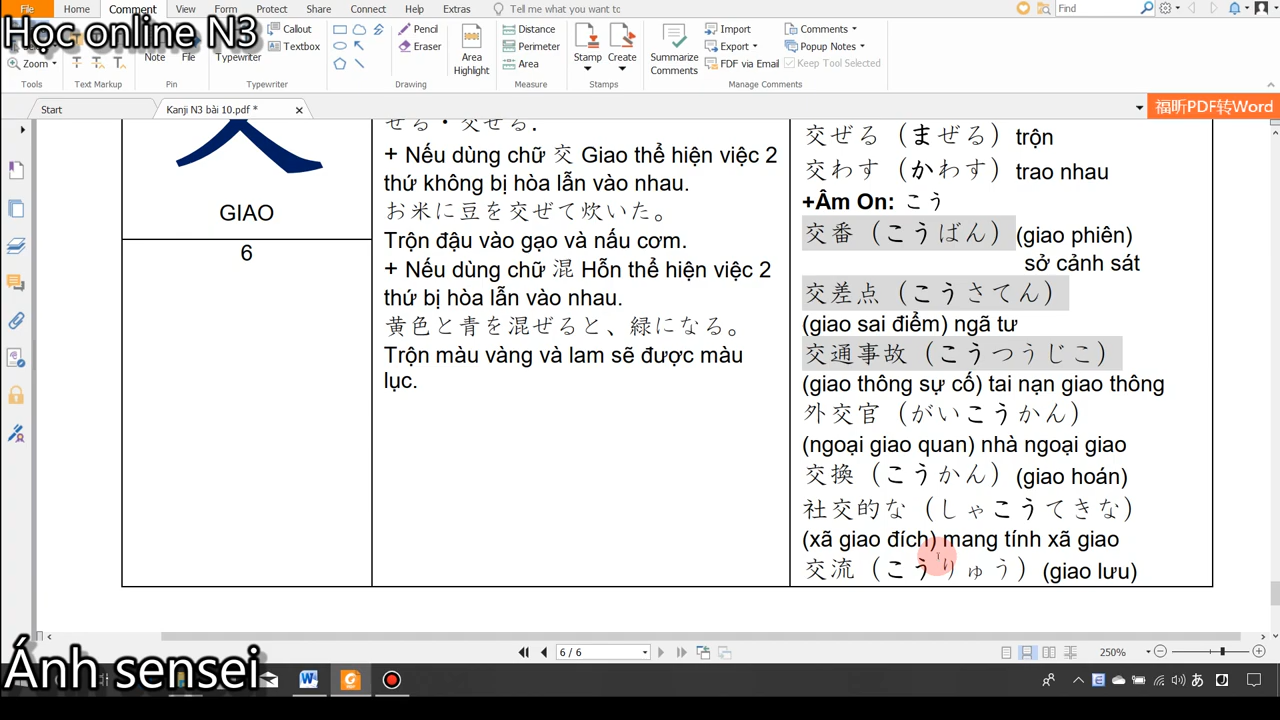 File Home Comment View Form Protect Share Connect Help Extras Tell me what you want tc Find
Học online N3
Callout
Pencil
Distance
Import
Comments
Typewriter
Note
File
Textbox
Eraser
Area Highlight
Perimeter
Stamp
Create
Summarize Comments
Export
Popup Notes
Zoom
Area
FDF via Email
Keep Tool Selected
Tools Text Markup Pin Typewriter Drawing Measure Stamps Manage Comments
Start Kanji N3 bài 10.pdf * 福昕PDF转Word
GIAO
6
ぜる・交ぜる.
+ Nếu dùng chữ 交 Giao thể hiện việc 2
thứ không bị hòa lẫn vào nhau.
お米に豆を交ぜて炊いた。
Trộn đậu vào gạo và nấu cơm.
+ Nếu dùng chữ 混 Hỗn thể hiện việc 2
thứ bị hòa lẫn vào nhau.
黄色と青を混ぜると、緑になる。
Trộn màu vàng và lam sẽ được màu
lục.
交ぜる（まぜる）trộn
交わす（かわす）trao nhau
+Âm On: こう
交番（こうばん）(giao phiên)
sở cảnh sát
交差点（こうさてん）
(giao sai điểm) ngã tư
交通事故（こうつうじこ）
(giao thông sự cố) tai nạn giao thông
外交官（がいこうかん）
(ngoại giao quan) nhà ngoại giao
交換（こうかん）(giao hoán)
社交的な（しゃこうてきな）
(xã giao đích) mang tính xã giao
交流（こうりゅう）(giao lưu)
6 / 6
250%
Ánh sensei